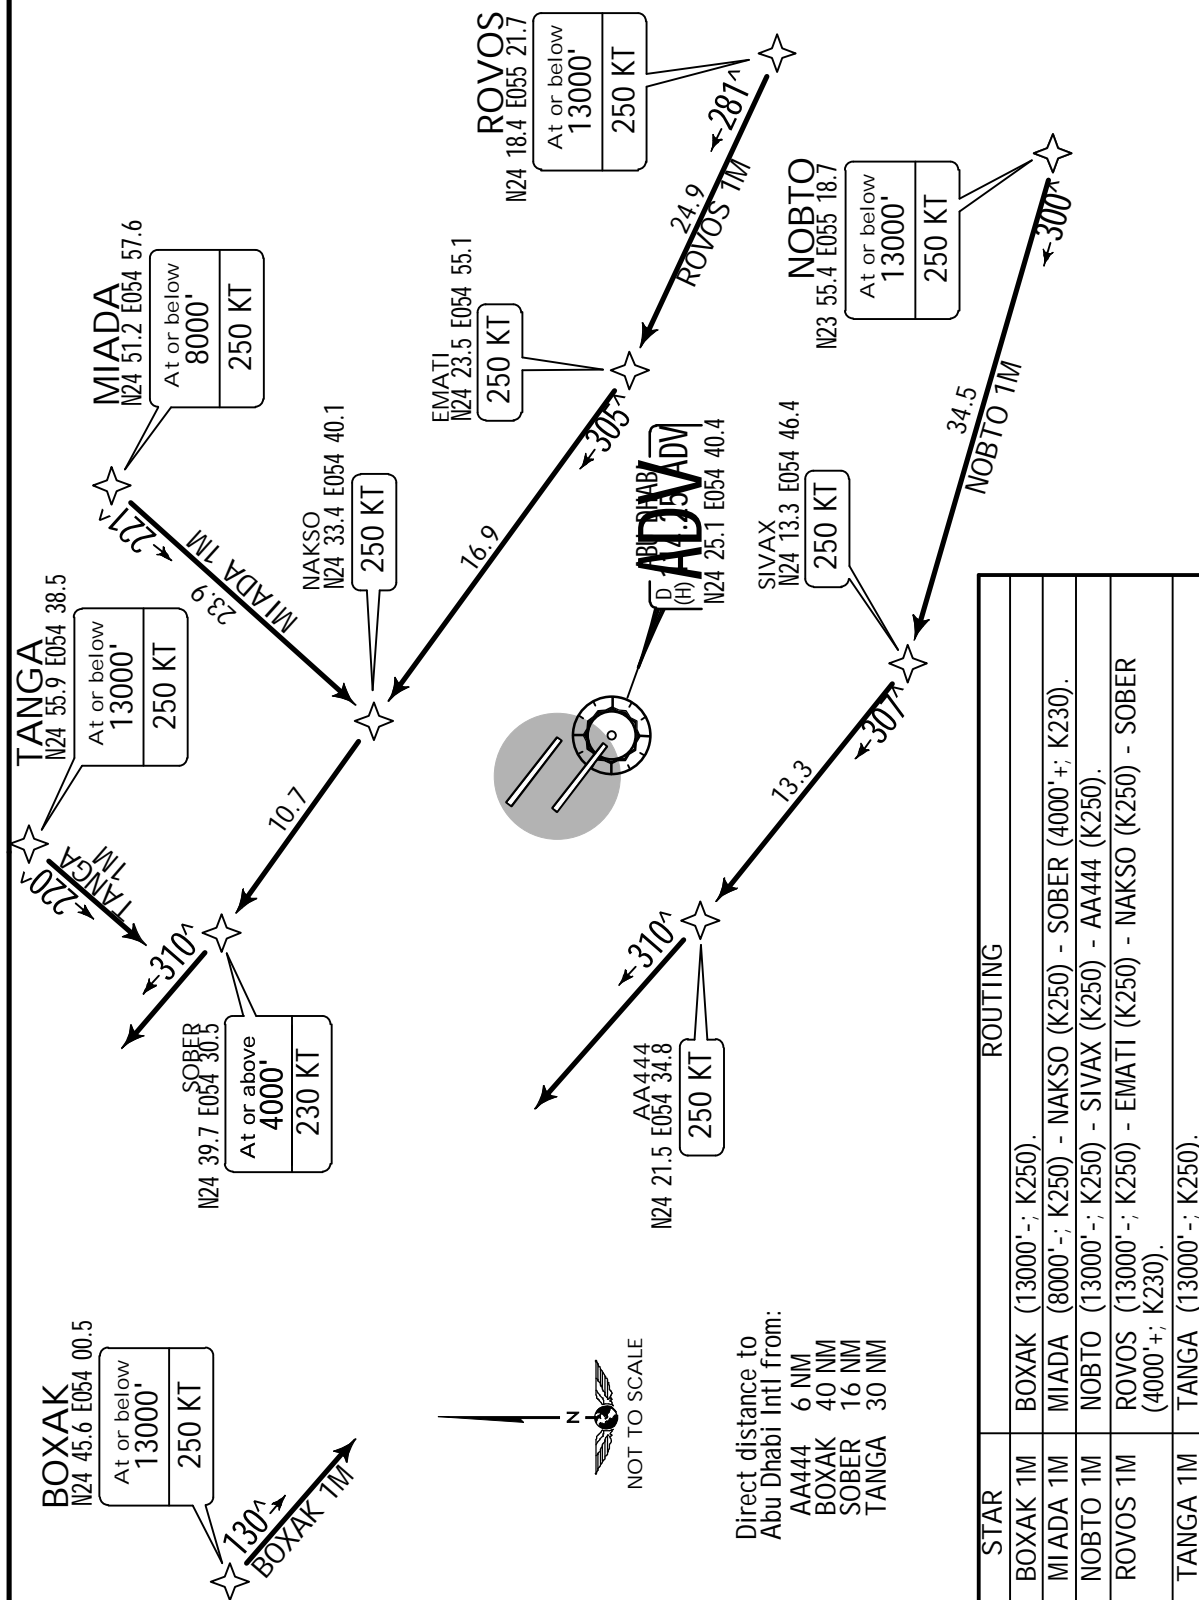 BOXAK
N24 45.6 E054 00.5
At or below
13000'
250 KT
130^
BOXAK 1M
TANGA
N24 55.9 E054 38.5
At or below
13000'
250 KT
220^
TANGA
1M
MIADA
N24 51.2 E054 57.6
At or below
8000'
250 KT
221^
23.9
MIADA 1M
SOBER
N24 39.7 E054 30.5
At or above
4000'
230 KT
310^
10.7
NAKSO
N24 33.4 E054 40.1
250 KT
16.9
EMATI
N24 23.5 E054 55.1
250 KT
305^
ROVOS
N24 18.4 E055 21.7
At or below
13000'
250 KT
281^
24.9
ROVOS 1M
D
(H)
ABU DHABI
ADV
N24 25.1 E054 40.4
AA444
N24 21.5 E054 34.8
250 KT
310^
13.3
SIVAX
N24 13.3 E054 46.4
250 KT
307^
NOBTO
N23 55.4 E055 18.7
At or below
13000'
250 KT
300^
34.5
NOBTO 1M
N
NOT TO SCALE
Direct distance to
Abu Dhabi Intl from:
AA444 6 NM
BOXAK 40 NM
SOBER 16 NM
TANGA 30 NM
STAR ROUTING
BOXAK 1M BOXAK (13000'-; K250).
MIADA 1M MIADA (8000'-; K250) - NAKSO (K250) - SOBER (4000'+; K230).
NOBTO 1M NOBTO (13000'-; K250) - SIVAX (K250) - AA444 (K250).
ROVOS 1M ROVOS (13000'-; K250) - EMATI (K250) - NAKSO (K250) - SOBER
(4000'+; K230).
TANGA 1M TANGA (13000'-; K250).